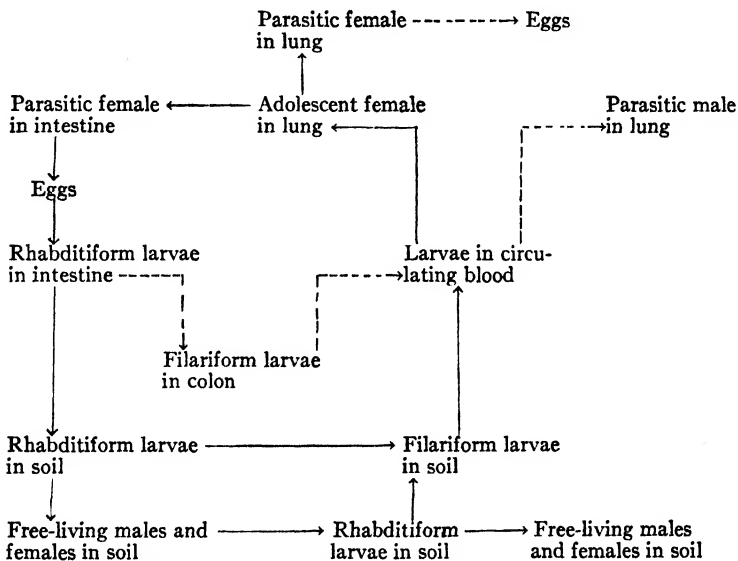 Parasitic female
in lung
Eggs
Parasitic female
in intestine
Adolescent female
in lung
Parasitic male
in lung
Eggs
Rhabditiform larvae
in intestine
Larvae in circu-
lating blood
Filariform larvae
in colon
Rhabditiform larvae
in soil
Filariform larvae
in soil
Free-living males and
females in soil
Rhabditiform
larvae in soil
Free-living males
and females in soil